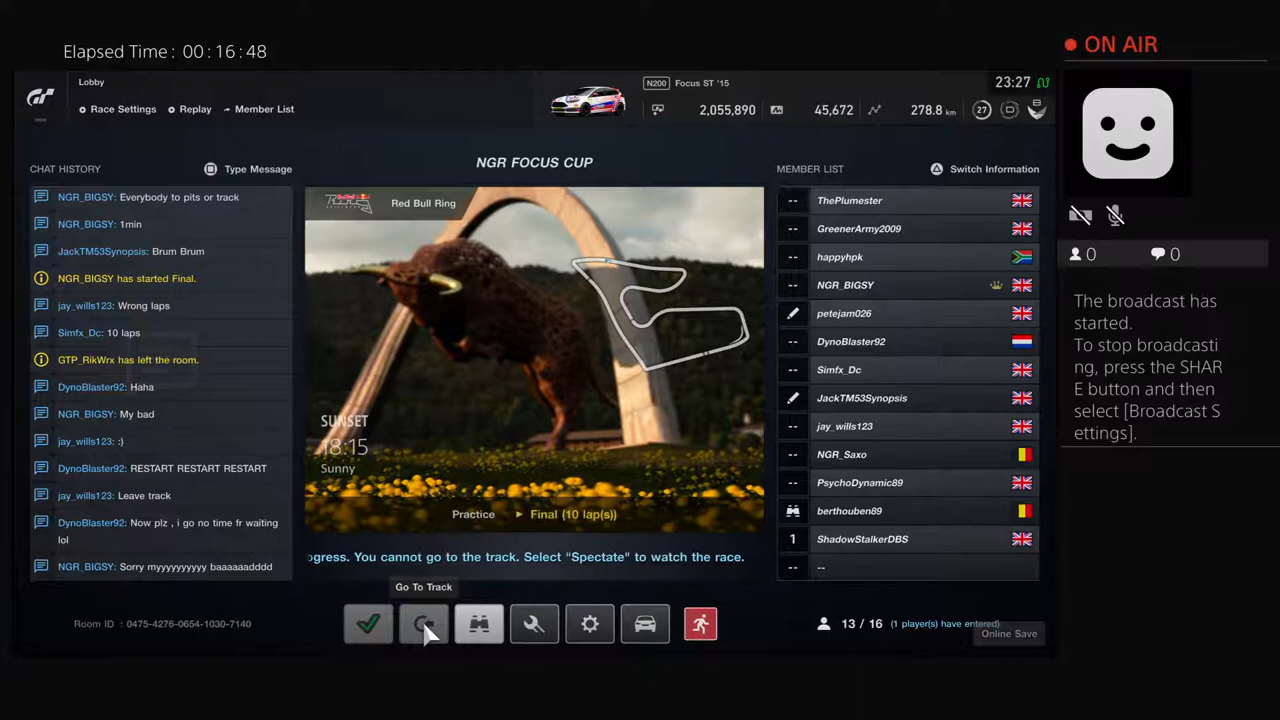 Elapsed Time : 00:16:48
ON AIR
Lobby
Race Settings
Replay
Member List
N200
Focus ST '15
2,055,890
45,672
278.8 km
23:27
27
CHAT HISTORY
Type Message
NGR FOCUS CUP
MEMBER LIST
Switch Information
NGR_BIGSY: Everybody to pits or track
NGR_BIGSY: 1min
JackTM53Synopsis: Brum Brum
NGR_BIGSY has started Final.
jay_wills123: Wrong laps
Simfx_Dc: 10 laps
GTP_RikWrx has left the room.
DynoBlaster92: Haha
NGR_BIGSY: My bad
jay_wills123: :)
DynoBlaster92: RESTART RESTART RESTART
jay_wills123: Leave track
DynoBlaster92: Now plz , i go no time fr waiting
lol
NGR_BIGSY: Sorry myyyyyyyyy baaaaaadddd
Red Bull Ring
SUNSET
18:15
Sunny
Practice
Final (10 lap(s))
ogress. You cannot go to the track. Select "Spectate" to watch the race.
Go To Track
-- ThePlumester
-- GreenerArmy2009
-- happyhpk
-- NGR_BIGSY
petejam026
-- DynoBlaster92
-- Simfx_Dc
JackTM53Synopsis
-- jay_wills123
-- NGR_Saxo
-- PsychoDynamic89
berthouben89
1 ShadowStalkerDBS
-- --
Room ID : 0475-4276-0654-1030-7140
13 / 16
(1 player(s) have entered)
Online Save
0
0
The broadcast has
started.
To stop broadcasti
ng, press the SHAR
E button and then
select [Broadcast S
ettings].